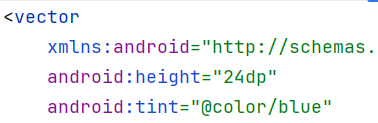 <vector
xmlns:android="http://schemas.
android:height="24dp"
android:tint="@color/blue"